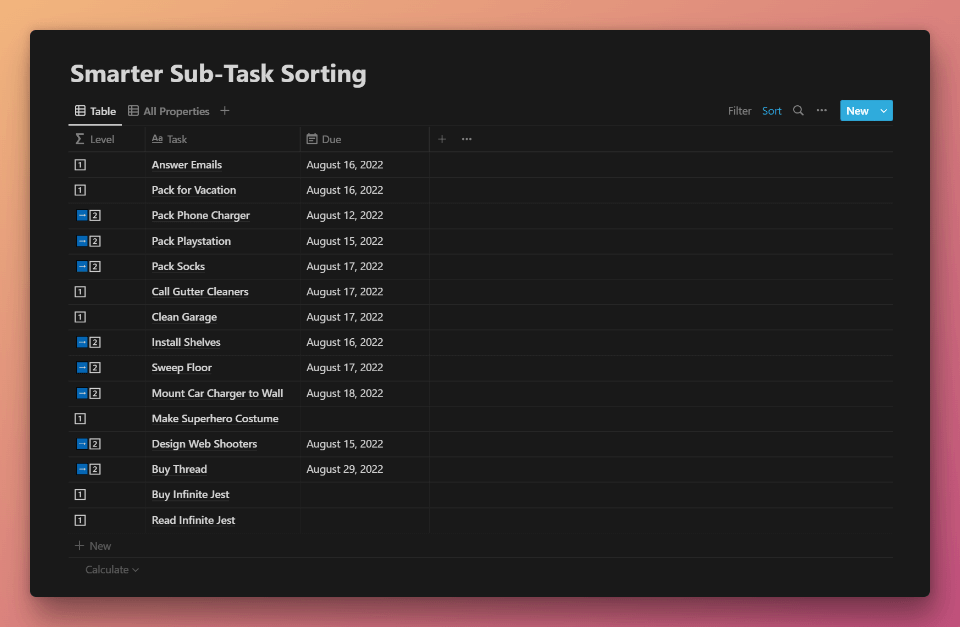 Smarter Sub-Task Sorting
Table All Properties + Filter Sort ··· New
Σ Level Aa Task Due + ···
1 Answer Emails August 16, 2022
1 Pack for Vacation August 16, 2022
→ 2 Pack Phone Charger August 12, 2022
→ 2 Pack Playstation August 15, 2022
→ 2 Pack Socks August 17, 2022
1 Call Gutter Cleaners August 17, 2022
1 Clean Garage August 17, 2022
→ 2 Install Shelves August 16, 2022
→ 2 Sweep Floor August 17, 2022
→ 2 Mount Car Charger to Wall August 18, 2022
1 Make Superhero Costume
→ 2 Design Web Shooters August 15, 2022
→ 2 Buy Thread August 29, 2022
1 Buy Infinite Jest
1 Read Infinite Jest
+ New
Calculate